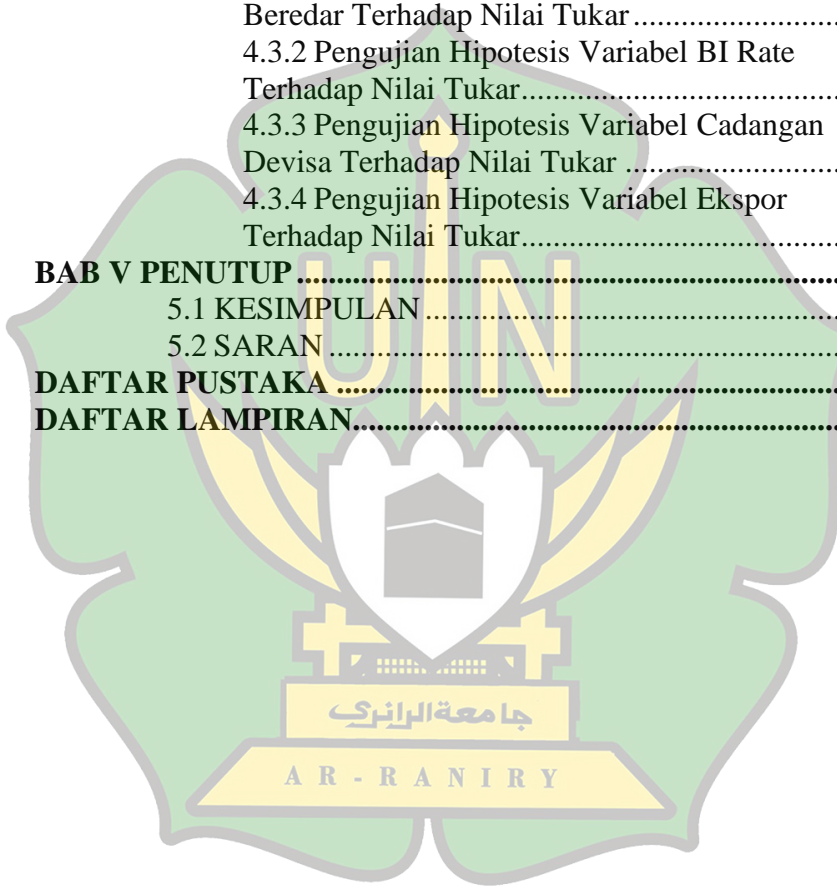 Beredar Terhadap Nilai Tukar..........................
4.3.2 Pengujian Hipotesis Variabel BI Rate
Terhadap Nilai Tukar........................................
4.3.3 Pengujian Hipotesis Variabel Cadangan
Devisa Terhadap Nilai Tukar ...........................
4.3.4 Pengujian Hipotesis Variabel Ekspor
Terhadap Nilai Tukar........................................
BAB V PENUTUP....................................................................
5.1 KESIMPULAN....................................................
5.2 SARAN................................................................
DAFTAR PUSTAKA...............................................................
DAFTAR LAMPIRAN.............................................................
UIN
جامعة الرانري
AR-RANIRY